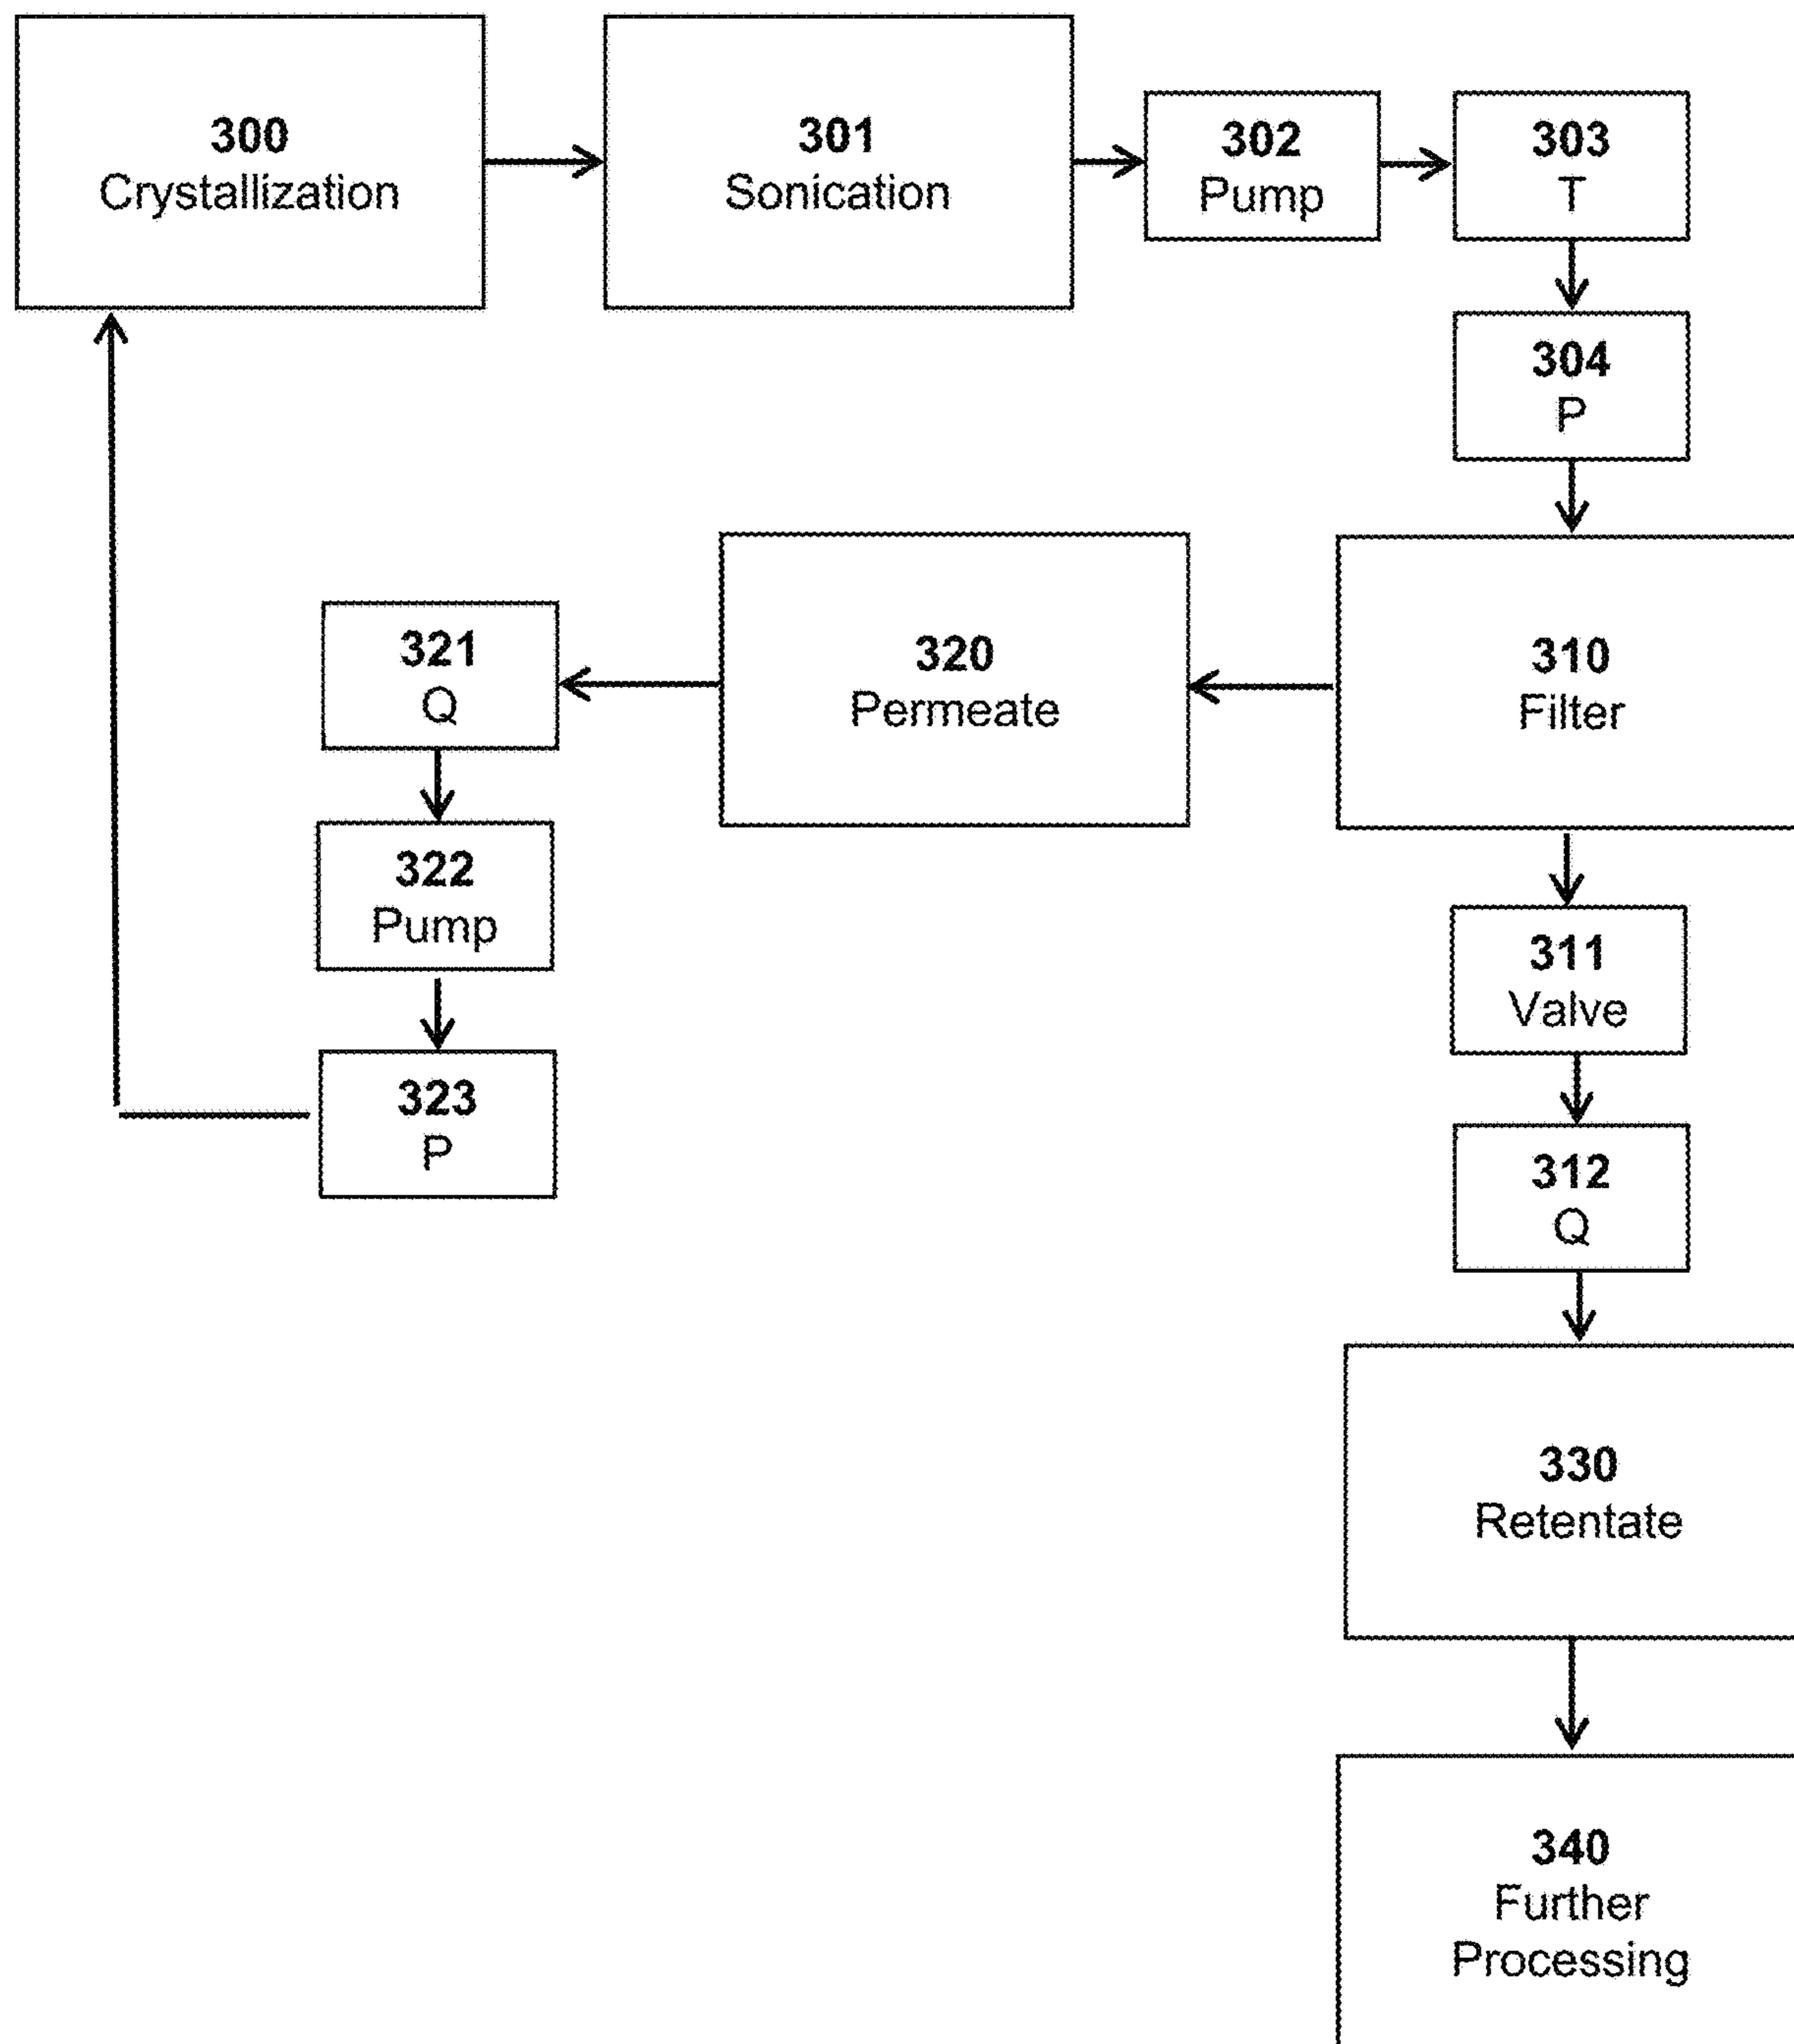 300
Crystallization
301
Sonication
302
Pump
303
T
304
P
310
Filter
320
Permeate
321
Q
322
Pump
323
P
311
Valve
312
Q
330
Retentate
340
Further
Processing